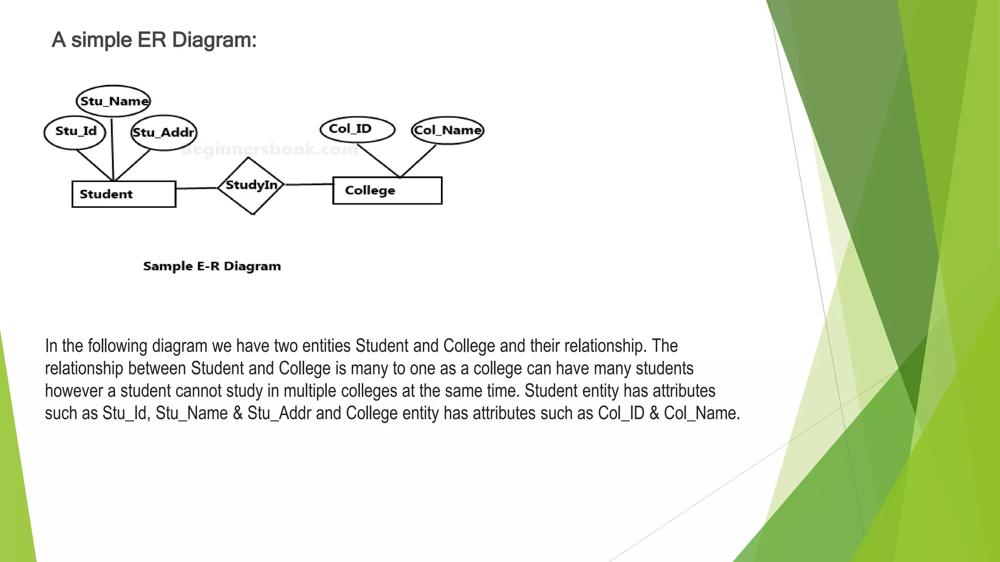 A simple ER Diagram:
Stu_Name
Stu_Id
Stu_Addr
Col_ID
Col_Name
Beginnersbook.com
Student
StudyIn
College
Sample E-R Diagram
In the following diagram we have two entities Student and College and their relationship. The
relationship between Student and College is many to one as a college can have many students
however a student cannot study in multiple colleges at the same time. Student entity has attributes
such as Stu_Id, Stu_Name & Stu_Addr and College entity has attributes such as Col_ID & Col_Name.